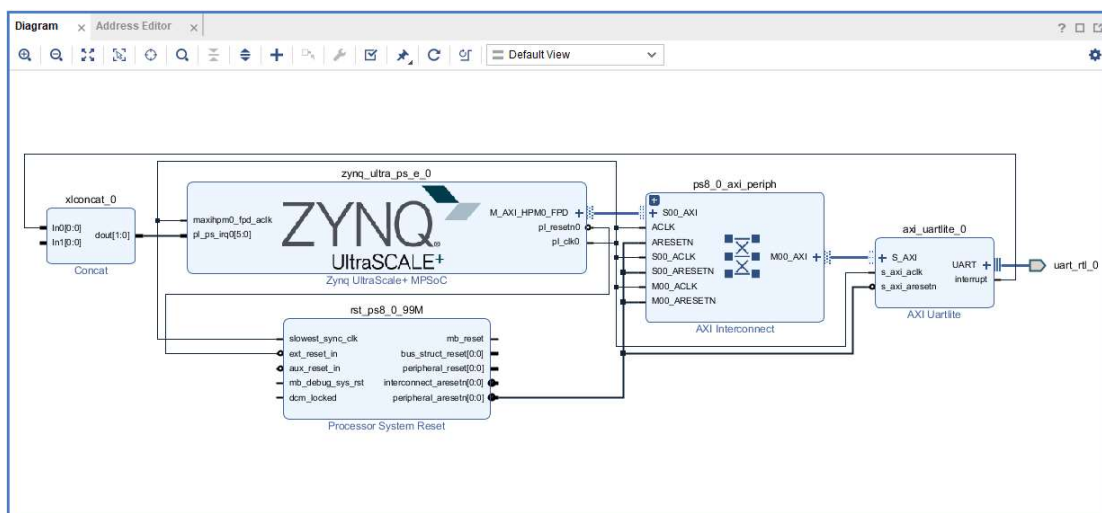 Diagram × Address Editor ×
? 
Default View
xlconcat_0
In0[0:0]
In1[0:0]
dout[1:0]
Concat
zynq_ultra_ps_e_0
maxihpm0_fpd_aclk
pl_ps_irq0[5:0]
ZYNQ
UltraSCALE+
M_AXI_HPM0_FPD
pl_resetn0
pl_clk0
Zynq UltraScale+ MPSoC
rst_ps8_0_99M
slowest_sync_clk
ext_reset_in
aux_reset_in
mb_debug_sys_rst
dcm_locked
mb_reset
bus_struct_reset[0:0]
peripheral_reset[0:0]
interconnect_aresetn[0:0]
peripheral_aresetn[0:0]
Processor System Reset
ps8_0_axi_periph
S00_AXI
ACLK
ARESETN
S00_ACLK
S00_ARESETN
M00_ACLK
M00_ARESETN
M00_AXI
AXI Interconnect
axi_uartlite_0
S_AXI
s_axi_aclk
s_axi_aresetn
UART
interrupt
AXI Uartlite
uart_rtl_0